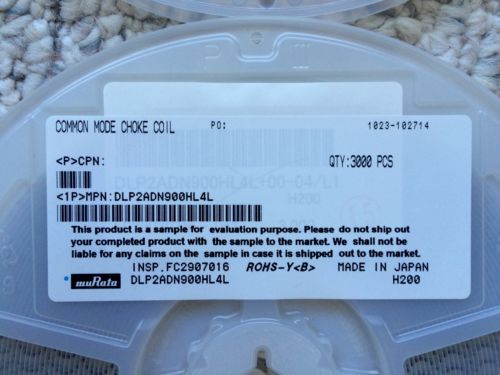 COMMON MODE CHOKE COIL PO: 1023-102714
<P>CPN: QTY:3000 PCS
DLP2ADN900HL4L+00-04/L1
<1P>MPN:DLP2ADN900HL4L H200
This product is a sample for evaluation purpose. Please do not ship out
your completed product with the sample to the market. We shall not be
liable for any claims on the sample in case it is shipped out to the market.
INSP.FC2907016 ROHS-Y<B> MADE IN JAPAN
muRata DLP2ADN900HL4L H200